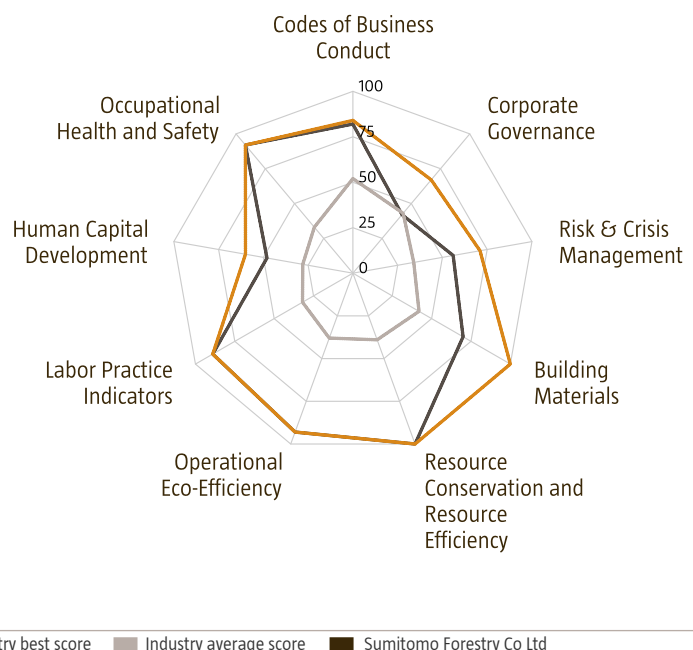 Codes of Business
Conduct
100
Occupational
Health and Safety
Corporate
Governance
75
50
Human Capital
Development
Risk & Crisis
Management
25
0
Labor Practice
Indicators
Building
Materials
Operational
Eco-Efficiency
Resource
Conservation and
Resource
Efficiency
best score
Industry average score
Sumitomo Forestry Co Ltd